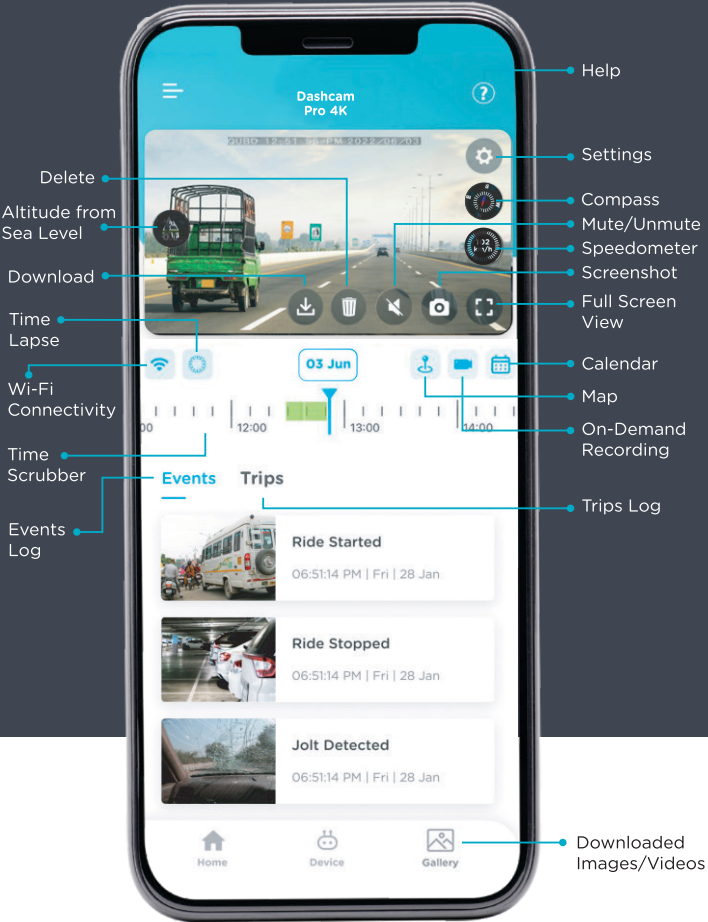 Dashcam
Pro 4K
Help
Settings
Compass
Mute/Unmute
Speedometer
Screenshot
Full Screen
View
Calendar
Map
On-Demand
Recording
Trips Log
Downloaded
Images/Videos
Delete
Altitude from
Sea Level
Download
Time
Lapse
Wi-Fi
Connectivity
Time
Scrubber
Events
Log
03 Jun
00
12:00
13:00
14:00
Events
Trips
Ride Started
06:51:14 PM | Fri | 28 Jan
Ride Stopped
06:51:14 PM | Fri | 28 Jan
Jolt Detected
06:51:14 PM | Fri | 28 Jan
Home
Device
Gallery